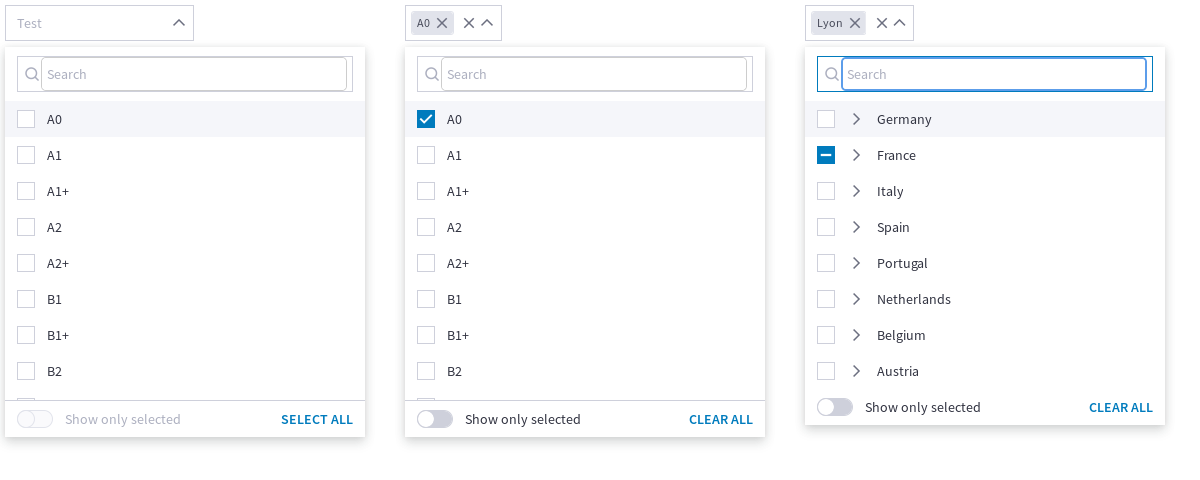 Test
Search
A0
A1
A1+
A2
A2+
B1
B1+
B2
Show only selected
SELECT ALL
A0
Search
A0
A1
A1+
A2
A2+
B1
B1+
B2
Show only selected
CLEAR ALL
Lyon
Search
Germany
France
Italy
Spain
Portugal
Netherlands
Belgium
Austria
Show only selected
CLEAR ALL